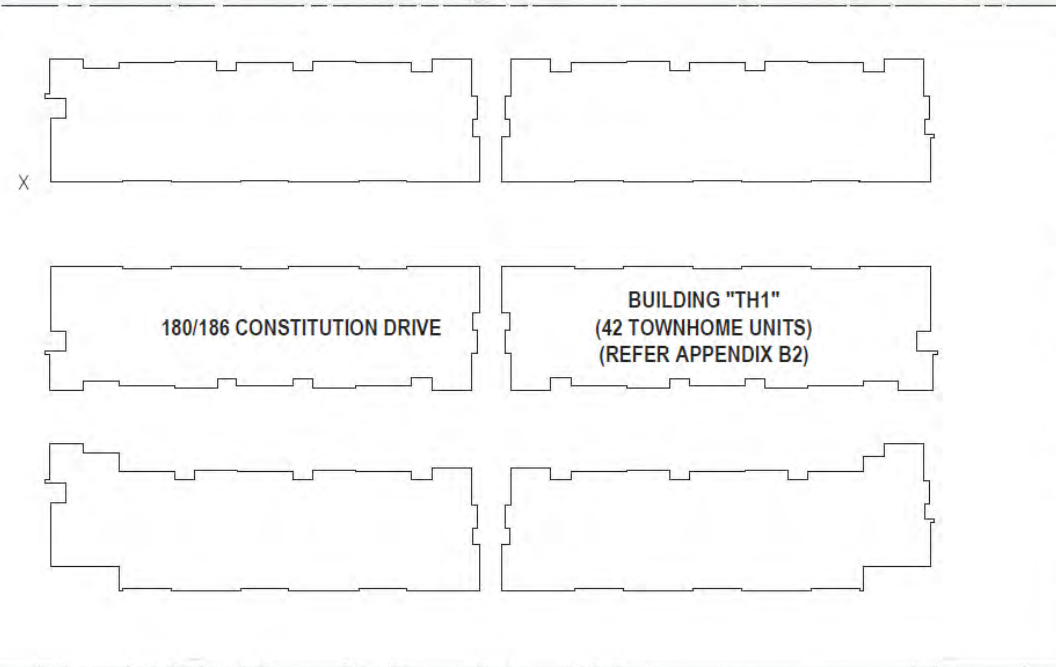 X
180/186 CONSTITUTION DRIVE
BUILDING "TH1"
(42 TOWNHOME UNITS)
(REFER APPENDIX B2)